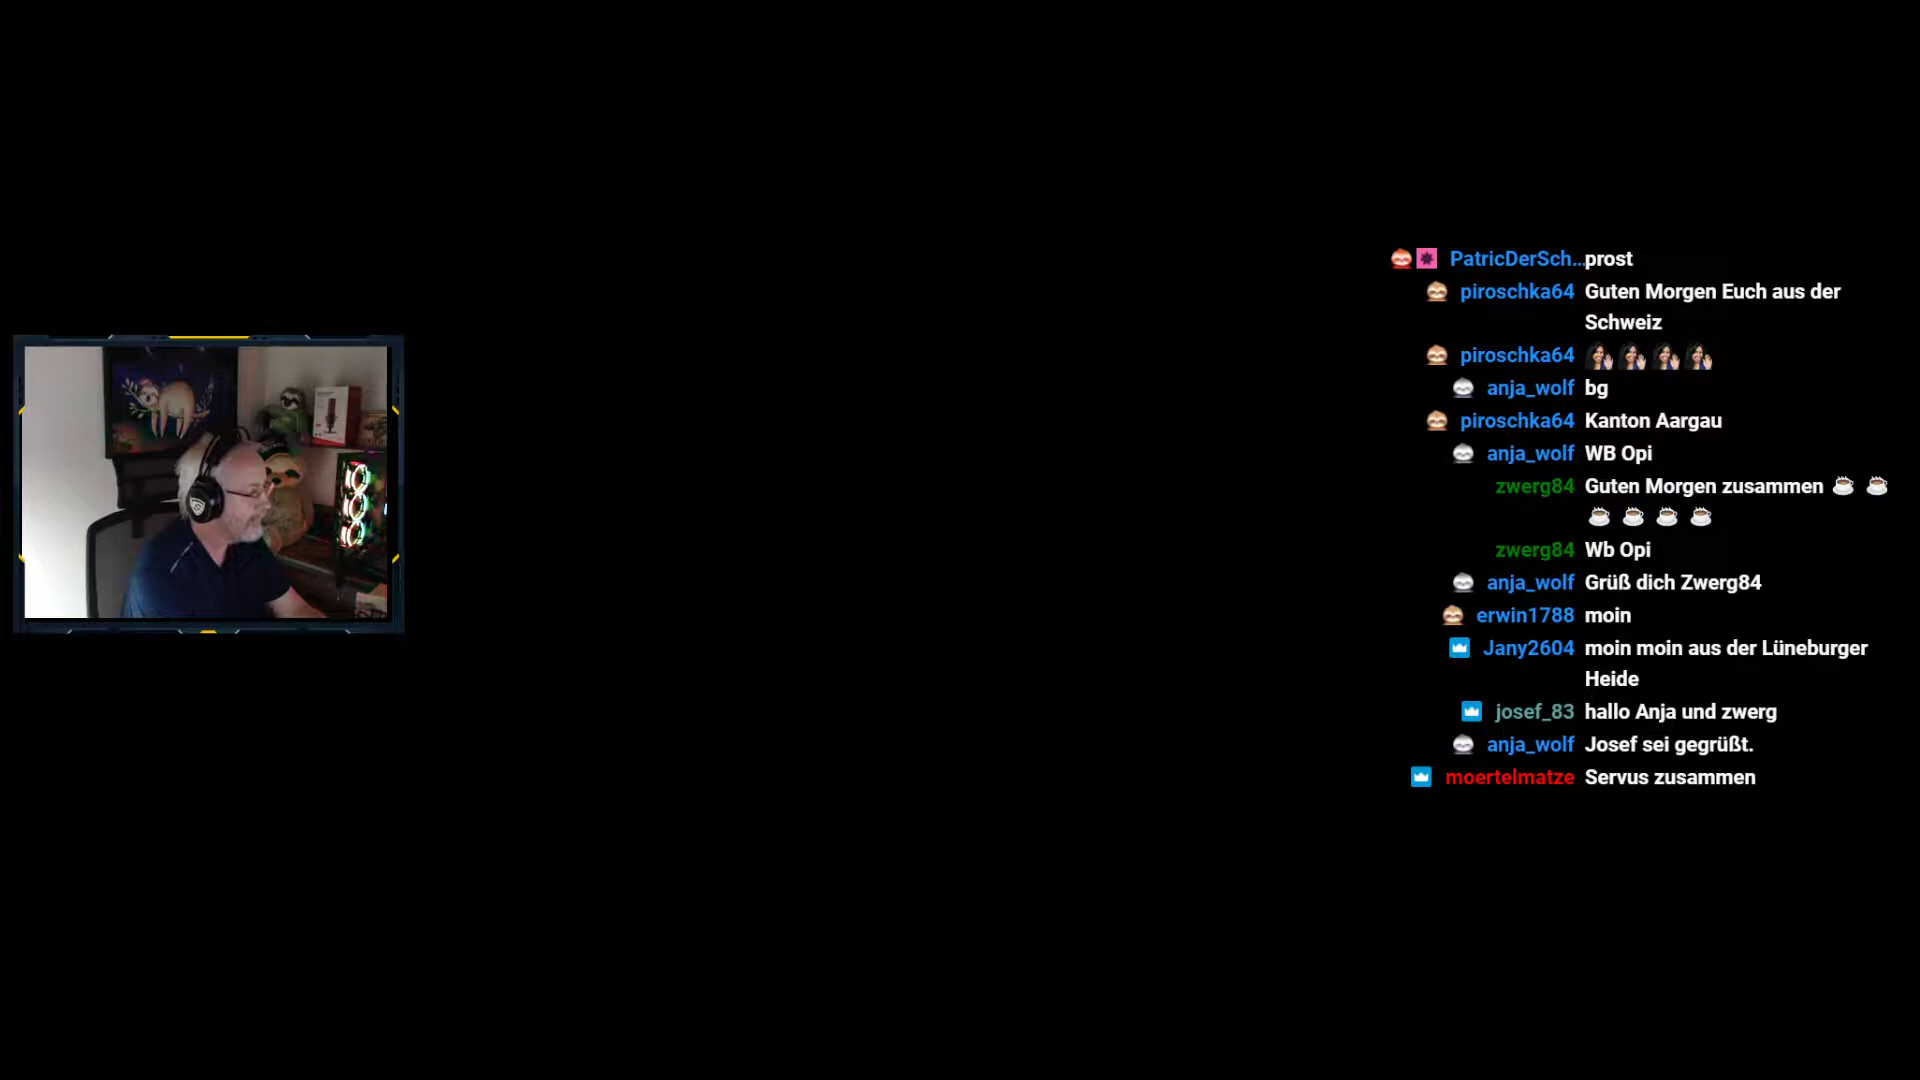 PatricDerSch... prost
piroschka64 Guten Morgen Euch aus der
Schweiz
piroschka64
anja_wolf bg
piroschka64 Kanton Aargau
anja_wolf WB Opi
zwerg84 Guten Morgen zusammen ☕ ☕
☕ ☕ ☕ ☕
zwerg84 Wb Opi
anja_wolf Grüß dich Zwerg84
erwin1788 moin
Jany2604 moin moin aus der Lüneburger
Heide
josef_83 hallo Anja und zwerg
anja_wolf Josef sei gegrüßt.
moertelmatze Servus zusammen